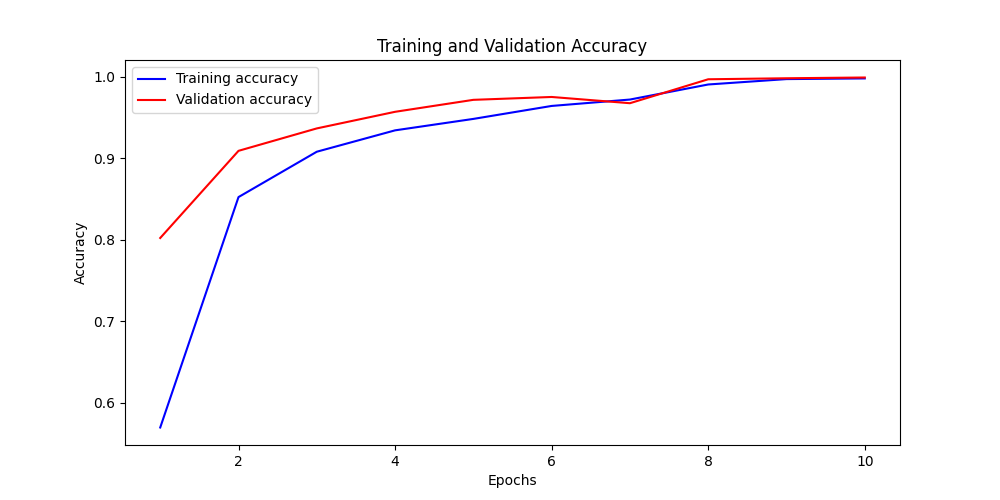 Training and Validation Accuracy
Training accuracy
Validation accuracy
1.0
0.9
0.8
0.7
0.6
Accuracy
2 4 6 8 10
Epochs